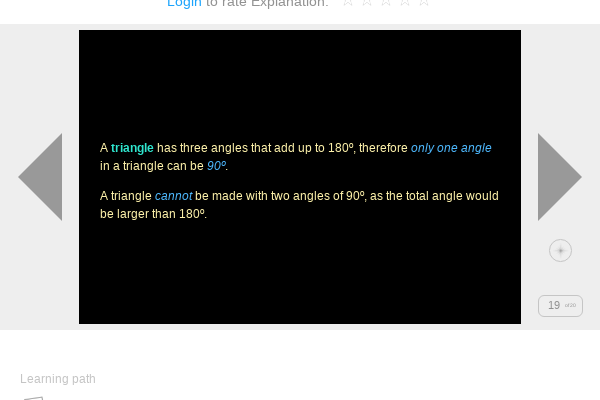 Login to rate Explanation:
A triangle has three angles that add up to 180º, therefore only one angle
in a triangle can be 90º.
A triangle cannot be made with two angles of 90º, as the total angle would
be larger than 180º.
19 of 20
Learning path